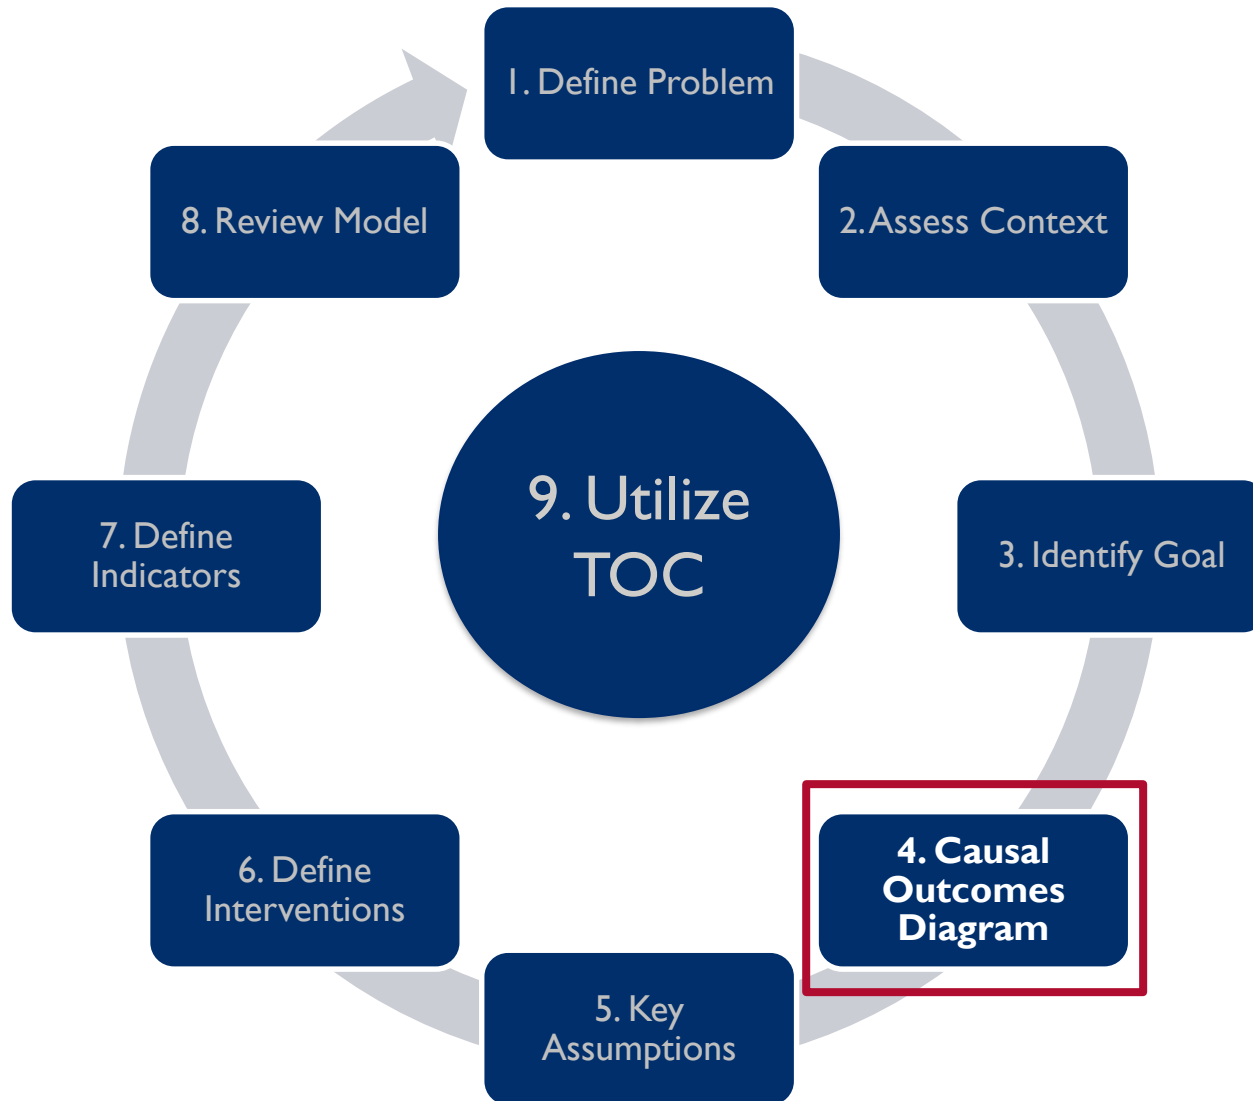 1. Define Problem
2. Assess Context
3. Identify Goal
4. Causal
Outcomes
Diagram
5. Key
Assumptions
6. Define
Interventions
7. Define
Indicators
8. Review Model
9. Utilize
TOC